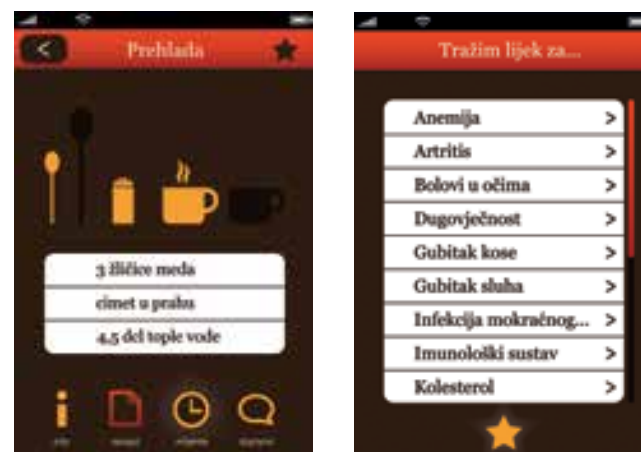 Prehlada
3 žličice meda
cimet u prahu
4,5 dcl tople vode
Tražim lijek za...
Anemija
Artritis
Bolovi u očima
Dugovječnost
Gubitak kose
Gubitak sluha
Infekcija mokraćnog...
Imunološki sustav
Kolesterol